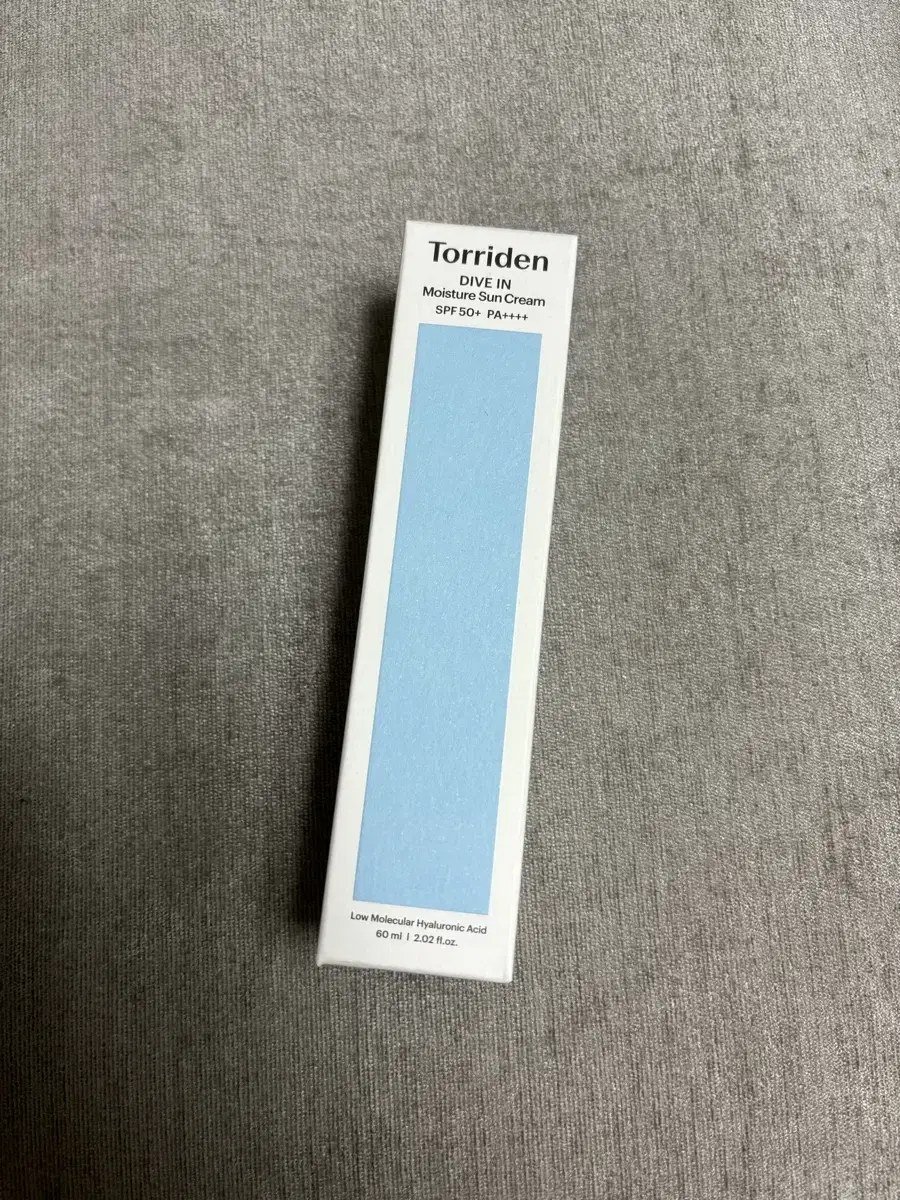 Torriden
DIVE IN
Moisture Sun Cream
SPF 50+ PA++++
Low Molecular Hyaluronic Acid
60 ml | 2.02 fl.oz.